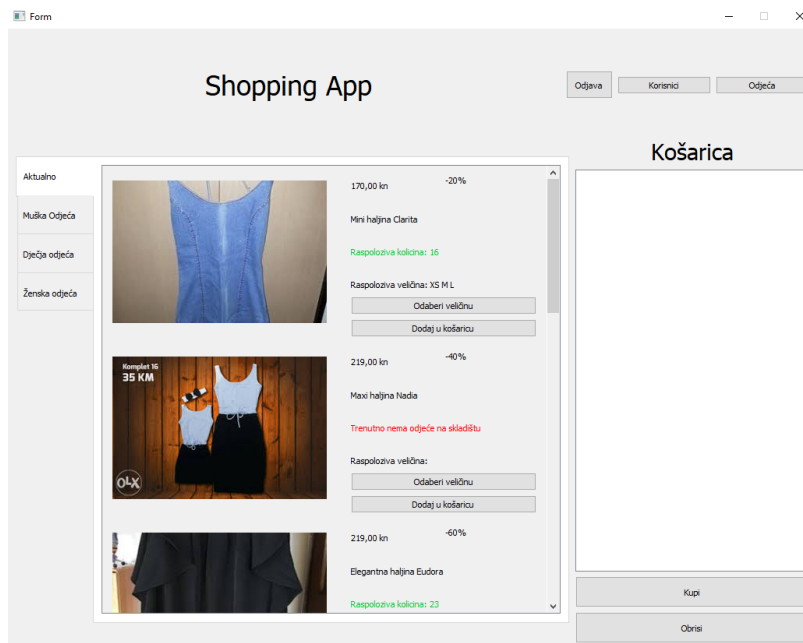 Form
Shopping App
Odjava
Korisnici
Odjeća
Košarica
Aktualno
Muška Odjeća
Dječja odjeća
Ženska odjeća
170,00 kn
-20%
Mini haljina Clarita
Raspoloziva kolicina: 16
Raspoloziva veličina: XS M L
Odaberi veličinu
Dodaj u košaricu
Komplet 16
35 KM
OLX
219,00 kn
-40%
Maxi haljina Nadia
Trenutno nema odjeće na skladištu
Raspoloziva veličina:
Odaberi veličinu
Dodaj u košaricu
219,00 kn
-60%
Elegantna haljina Eudora
Raspoloziva kolicina: 23
Kupi
Obrisi